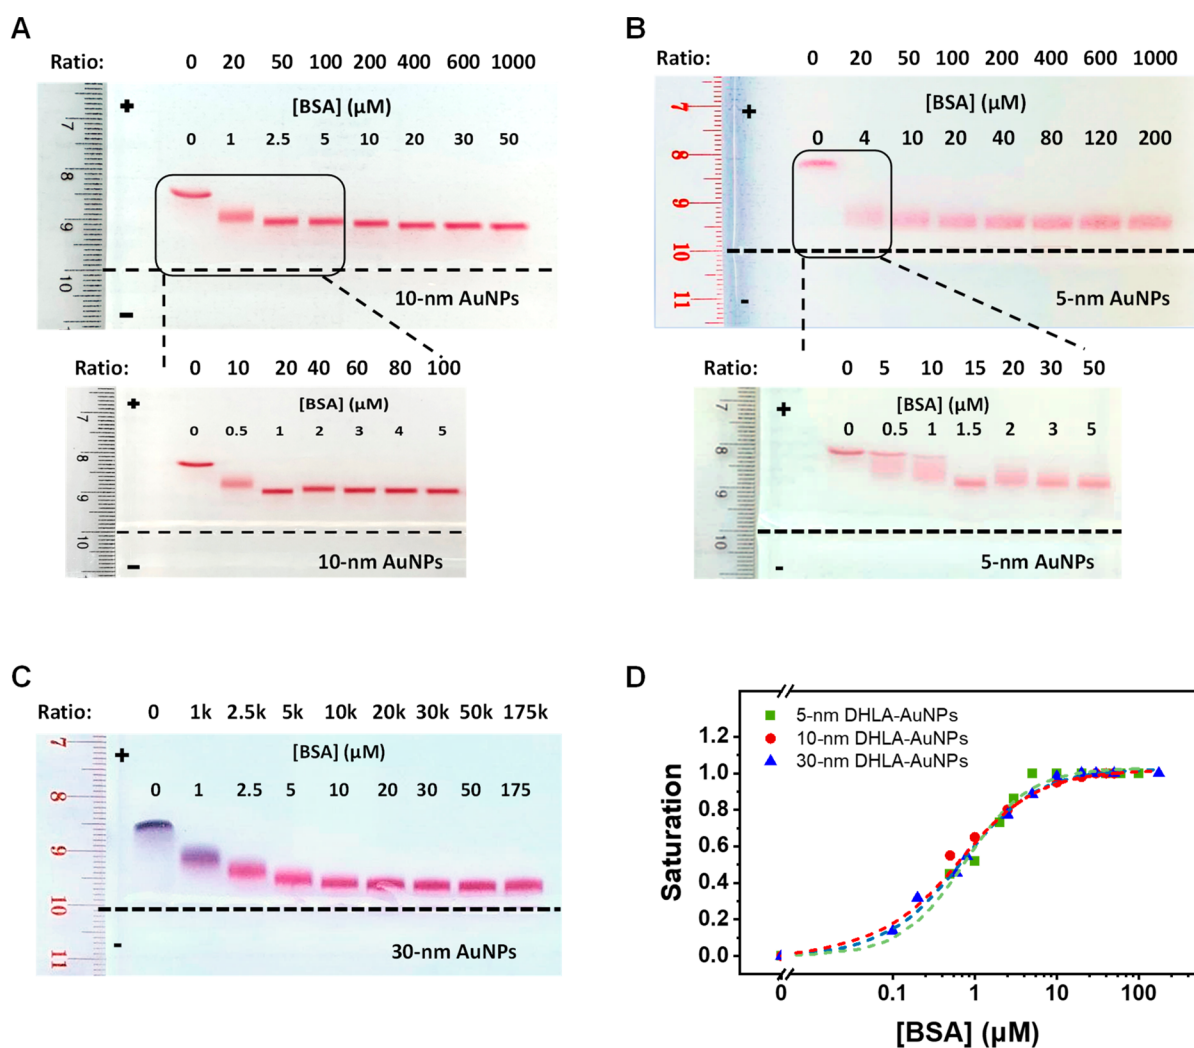 A
Ratio: 0 20 50 100 200 400 600 1000
+
[BSA] (µM)
0 1 2.5 5 10 20 30 50
7
8
9
10
10-nm AuNPs
–
Ratio: 0 10 20 40 60 80 100
+
[BSA] (µM)
0 0.5 1 2 3 4 5
7
8
9
10
10-nm AuNPs
–
B
Ratio: 0 20 50 100 200 400 600 1000
+
[BSA] (µM)
0 4 10 20 40 80 120 200
7
8
9
10
11
5-nm AuNPs
-
Ratio: 0 5 10 15 20 30 50
+
[BSA] (µM)
0 0.5 1 1.5 2 3 5
7
8
9
10
5-nm AuNPs
-
C
Ratio: 0 1k 2.5k 5k 10k 20k 30k 50k 175k
+
[BSA] (µM)
0 1 2.5 5 10 20 30 50 175
7
8
9
10
11
30-nm AuNPs
-
D
5-nm DHLA-AuNPs
10-nm DHLA-AuNPs
30-nm DHLA-AuNPs
Saturation
1.2
1.0
0.8
0.6
0.4
0.2
0.0
0 0.1 1 10 100
[BSA] (µM)